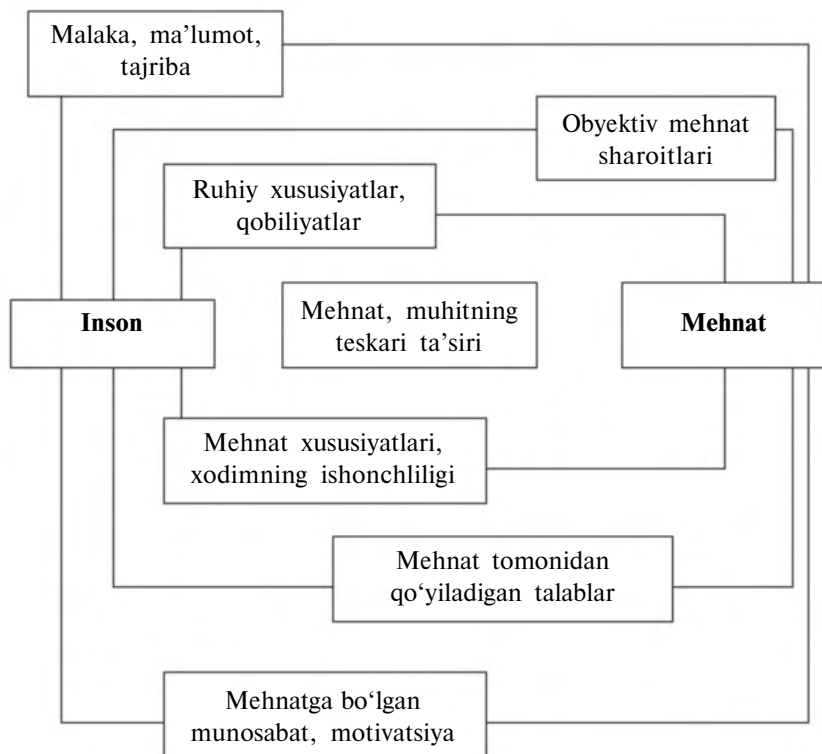 Malaka, ma’lumot,
tajriba
Obyektiv mehnat
sharoitlari
Ruhiy xususiyatlar,
qobiliyatlar
Inson
Mehnat, muhitning
teskari ta’siri
Mehnat
Mehnat xususiyatlari,
xodimning ishonchliligi
Mehnat tomonidan
qo‘yiladigan talablar
Mehnatga bo‘lgan
munosabat, motivatsiya